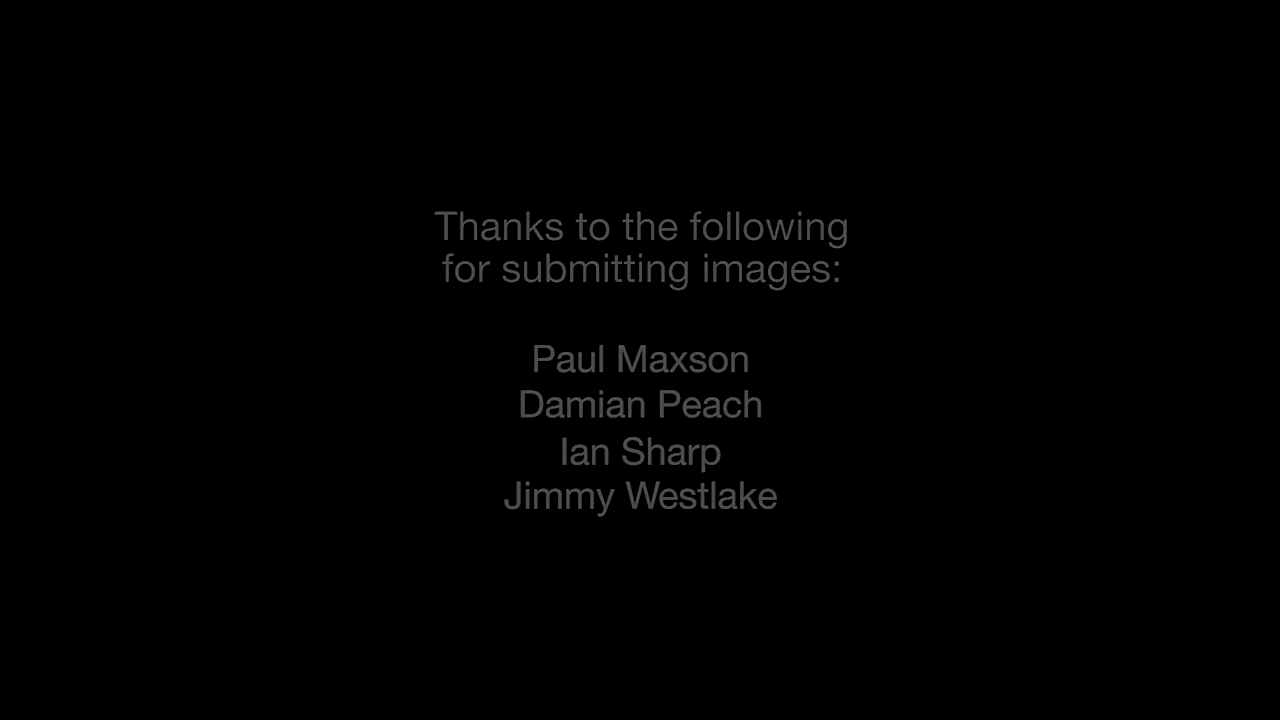 Thanks to the following
for submitting images:
Paul Maxson
Damian Peach
Ian Sharp
Jimmy Westlake